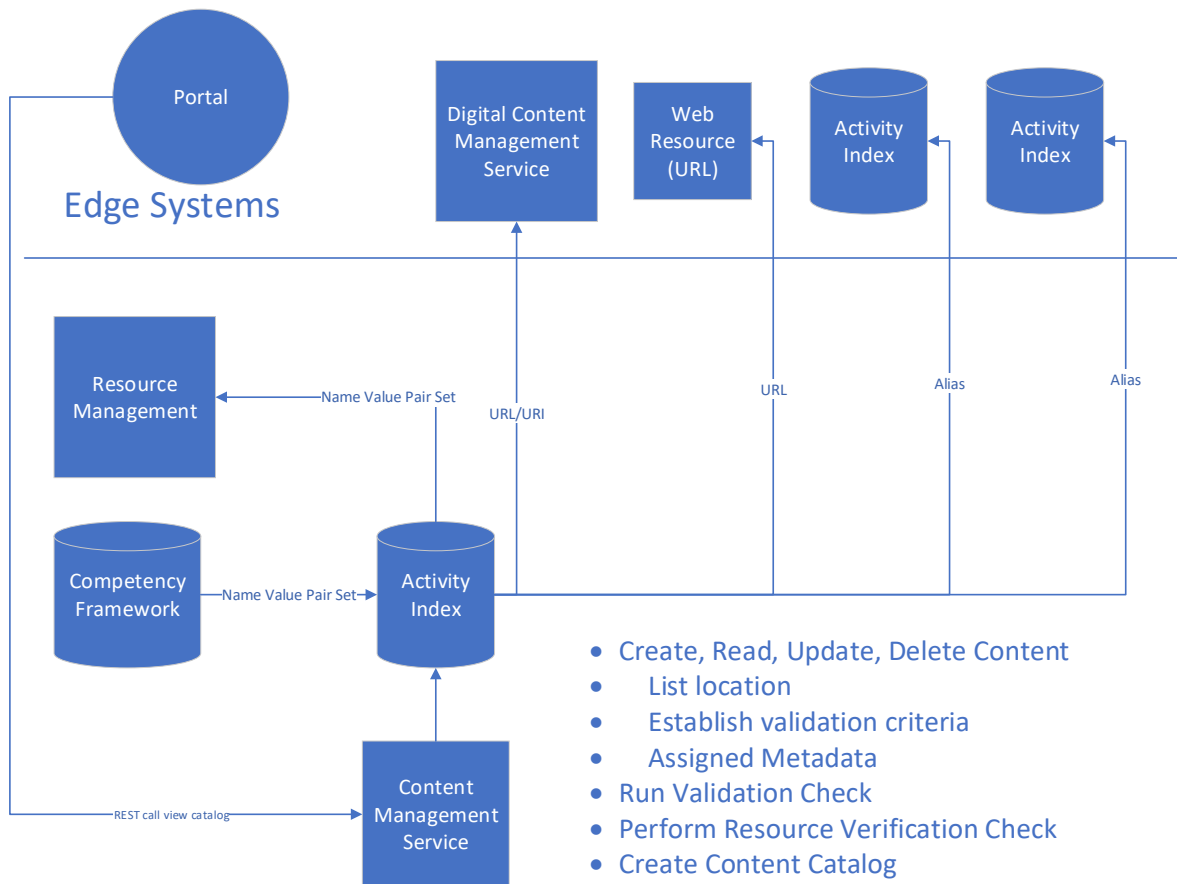 Portal
Edge Systems
Digital Content
Management
Service
Web
Resource
(URL)
Activity
Index
Activity
Index
Resource
Management
Name Value Pair Set
URL/URI
URL
Alias
Alias
Competency
Framework
Name Value Pair Set
Activity
Index
• Create, Read, Update, Delete Content
• List location
• Establish validation criteria
• Assigned Metadata
• Run Validation Check
• Perform Resource Verification Check
• Create Content Catalog
REST call view catalog
Content
Management
Service